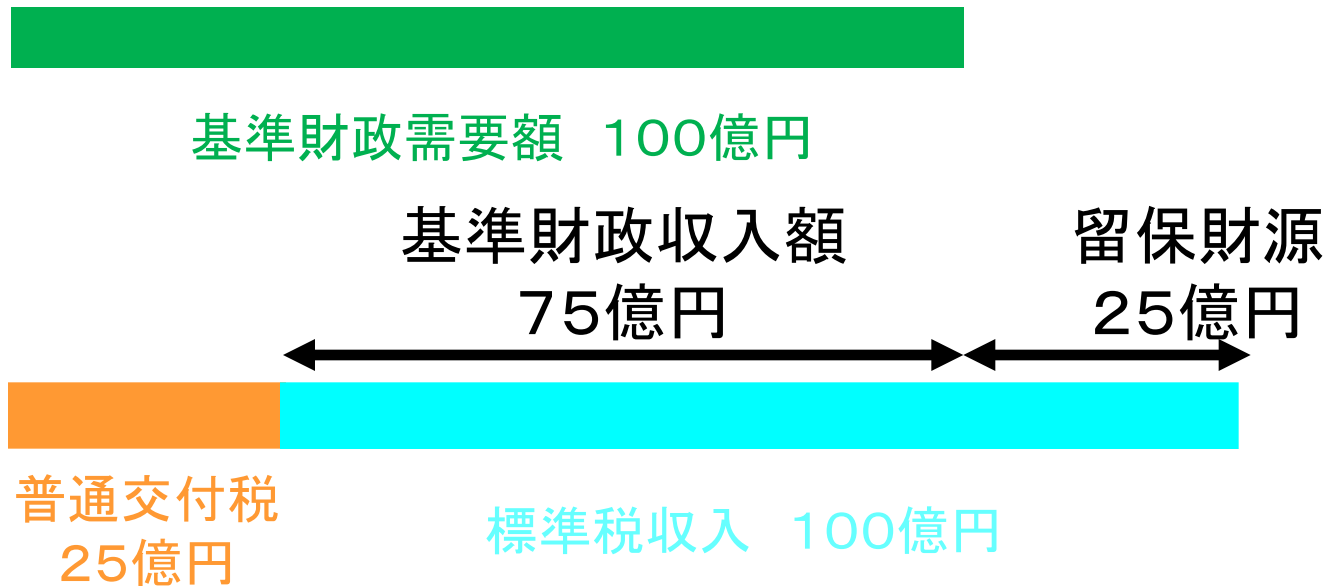 基準財政需要額　１００億円
基準財政収入額
７５億円
留保財源
２５億円
普通交付税
２５億円
標準税収入　１００億円